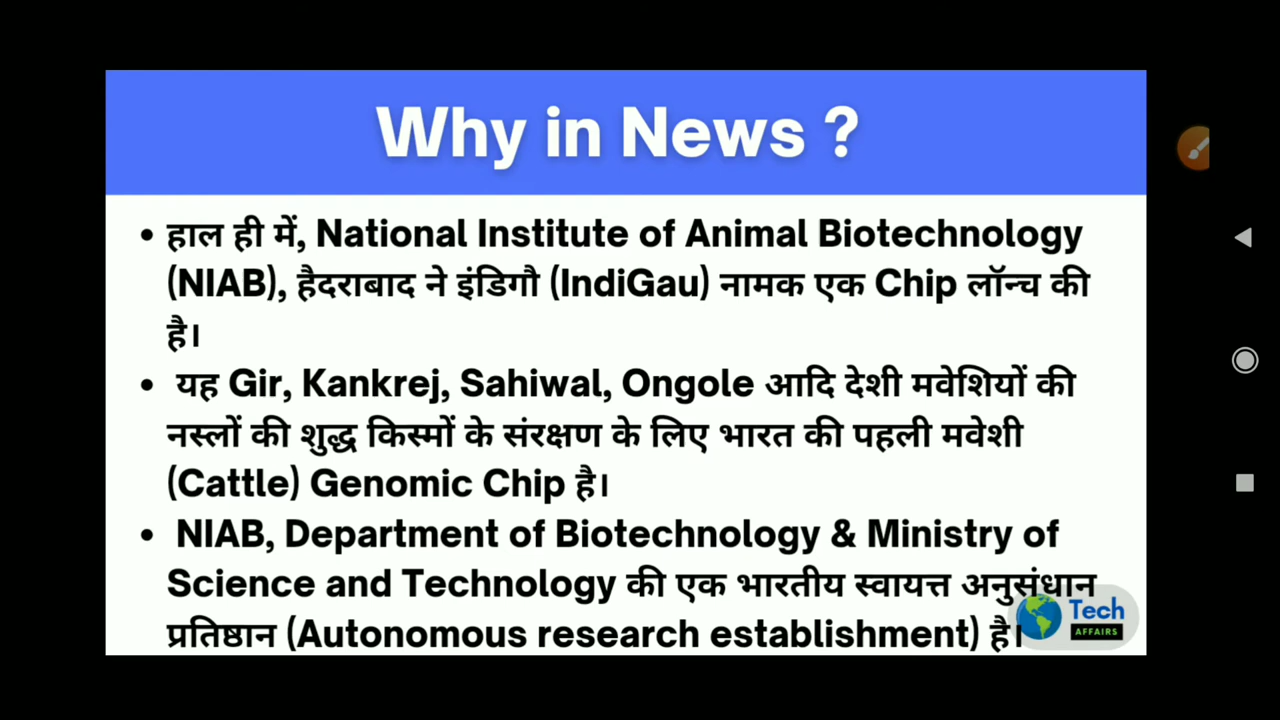 Why in News ?
• हाल ही में, National Institute of Animal Biotechnology
(NIAB), हैदराबाद ने इंडिगौ (IndiGau) नामक एक Chip लॉन्च की
है।
• यह Gir, Kankrej, Sahiwal, Ongole आदि देशी मवेशियों की
नस्लों की शुद्ध किस्मों के संरक्षण के लिए भारत की पहली मवेशी
(Cattle) Genomic Chip है।
• NIAB, Department of Biotechnology & Ministry of
Science and Technology की एक भारतीय स्वायत्त अनुसंधान
प्रतिष्ठान (Autonomous research establishment) है।
Tech
AFFAIRS